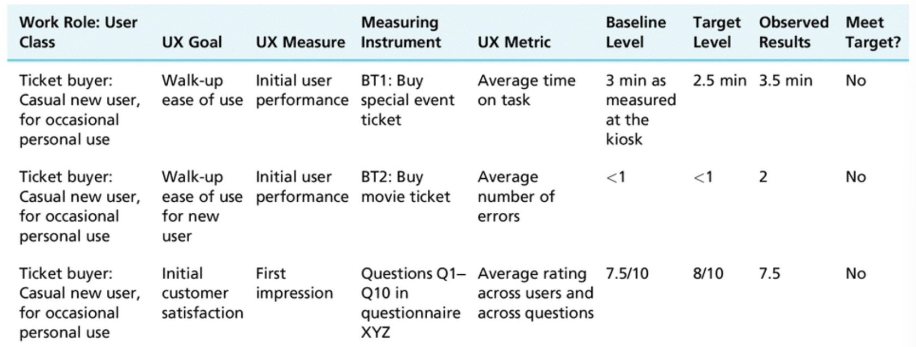 Work Role: User Class | UX Goal | UX Measure | Measuring Instrument | UX Metric | Baseline Level | Target Level | Observed Results | Meet Target?
Ticket buyer: Casual new user, for occasional personal use | Walk-up ease of use | Initial user performance | BT1: Buy special event ticket | Average time on task | 3 min as measured at the kiosk | 2.5 min | 3.5 min | No
Ticket buyer: Casual new user, for occasional personal use | Walk-up ease of use for new user | Initial user performance | BT2: Buy movie ticket | Average number of errors | <1 | <1 | 2 | No
Ticket buyer: Casual new user, for occasional personal use | Initial customer satisfaction | First impression | Questions Q1–Q10 in questionnaire XYZ | Average rating across users and across questions | 7.5/10 | 8/10 | 7.5 | No